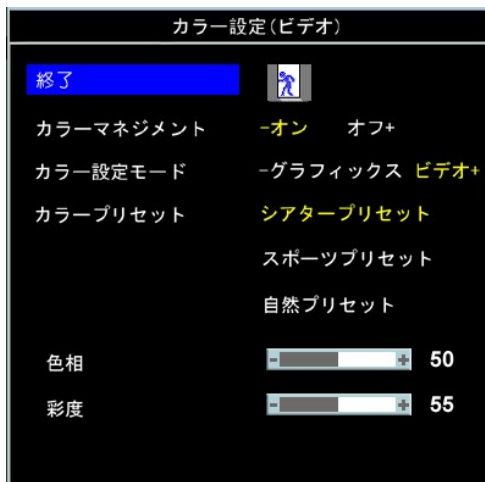 カラー設定(ビデオ)
終了
カラーマネジメント -オン オフ+
カラー設定モード -グラフィックス ビデオ+
カラープリセット シアタープリセット
スポーツプリセット
自然プリセット
色相 - + 50
彩度 - + 55